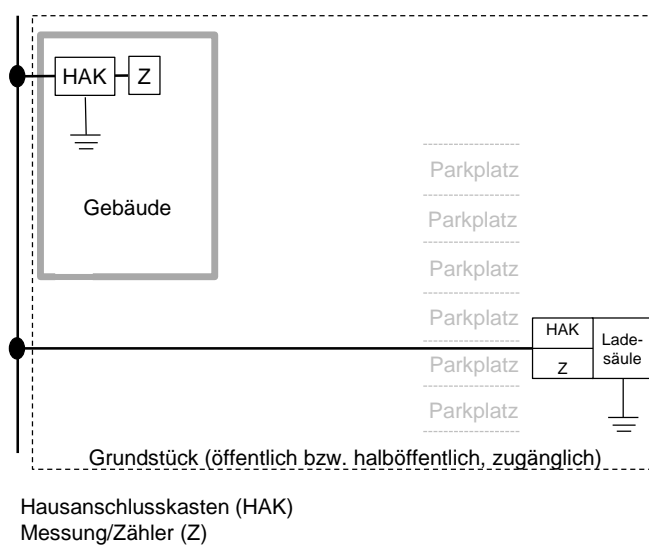 HAK Z
Gebäude
Parkplatz
Parkplatz
Parkplatz
Parkplatz
Parkplatz
Parkplatz
HAK
Z
Lade-
säule
Grundstück (öffentlich bzw. halböffentlich, zugänglich)
Hausanschlusskasten (HAK)
Messung/Zähler (Z)